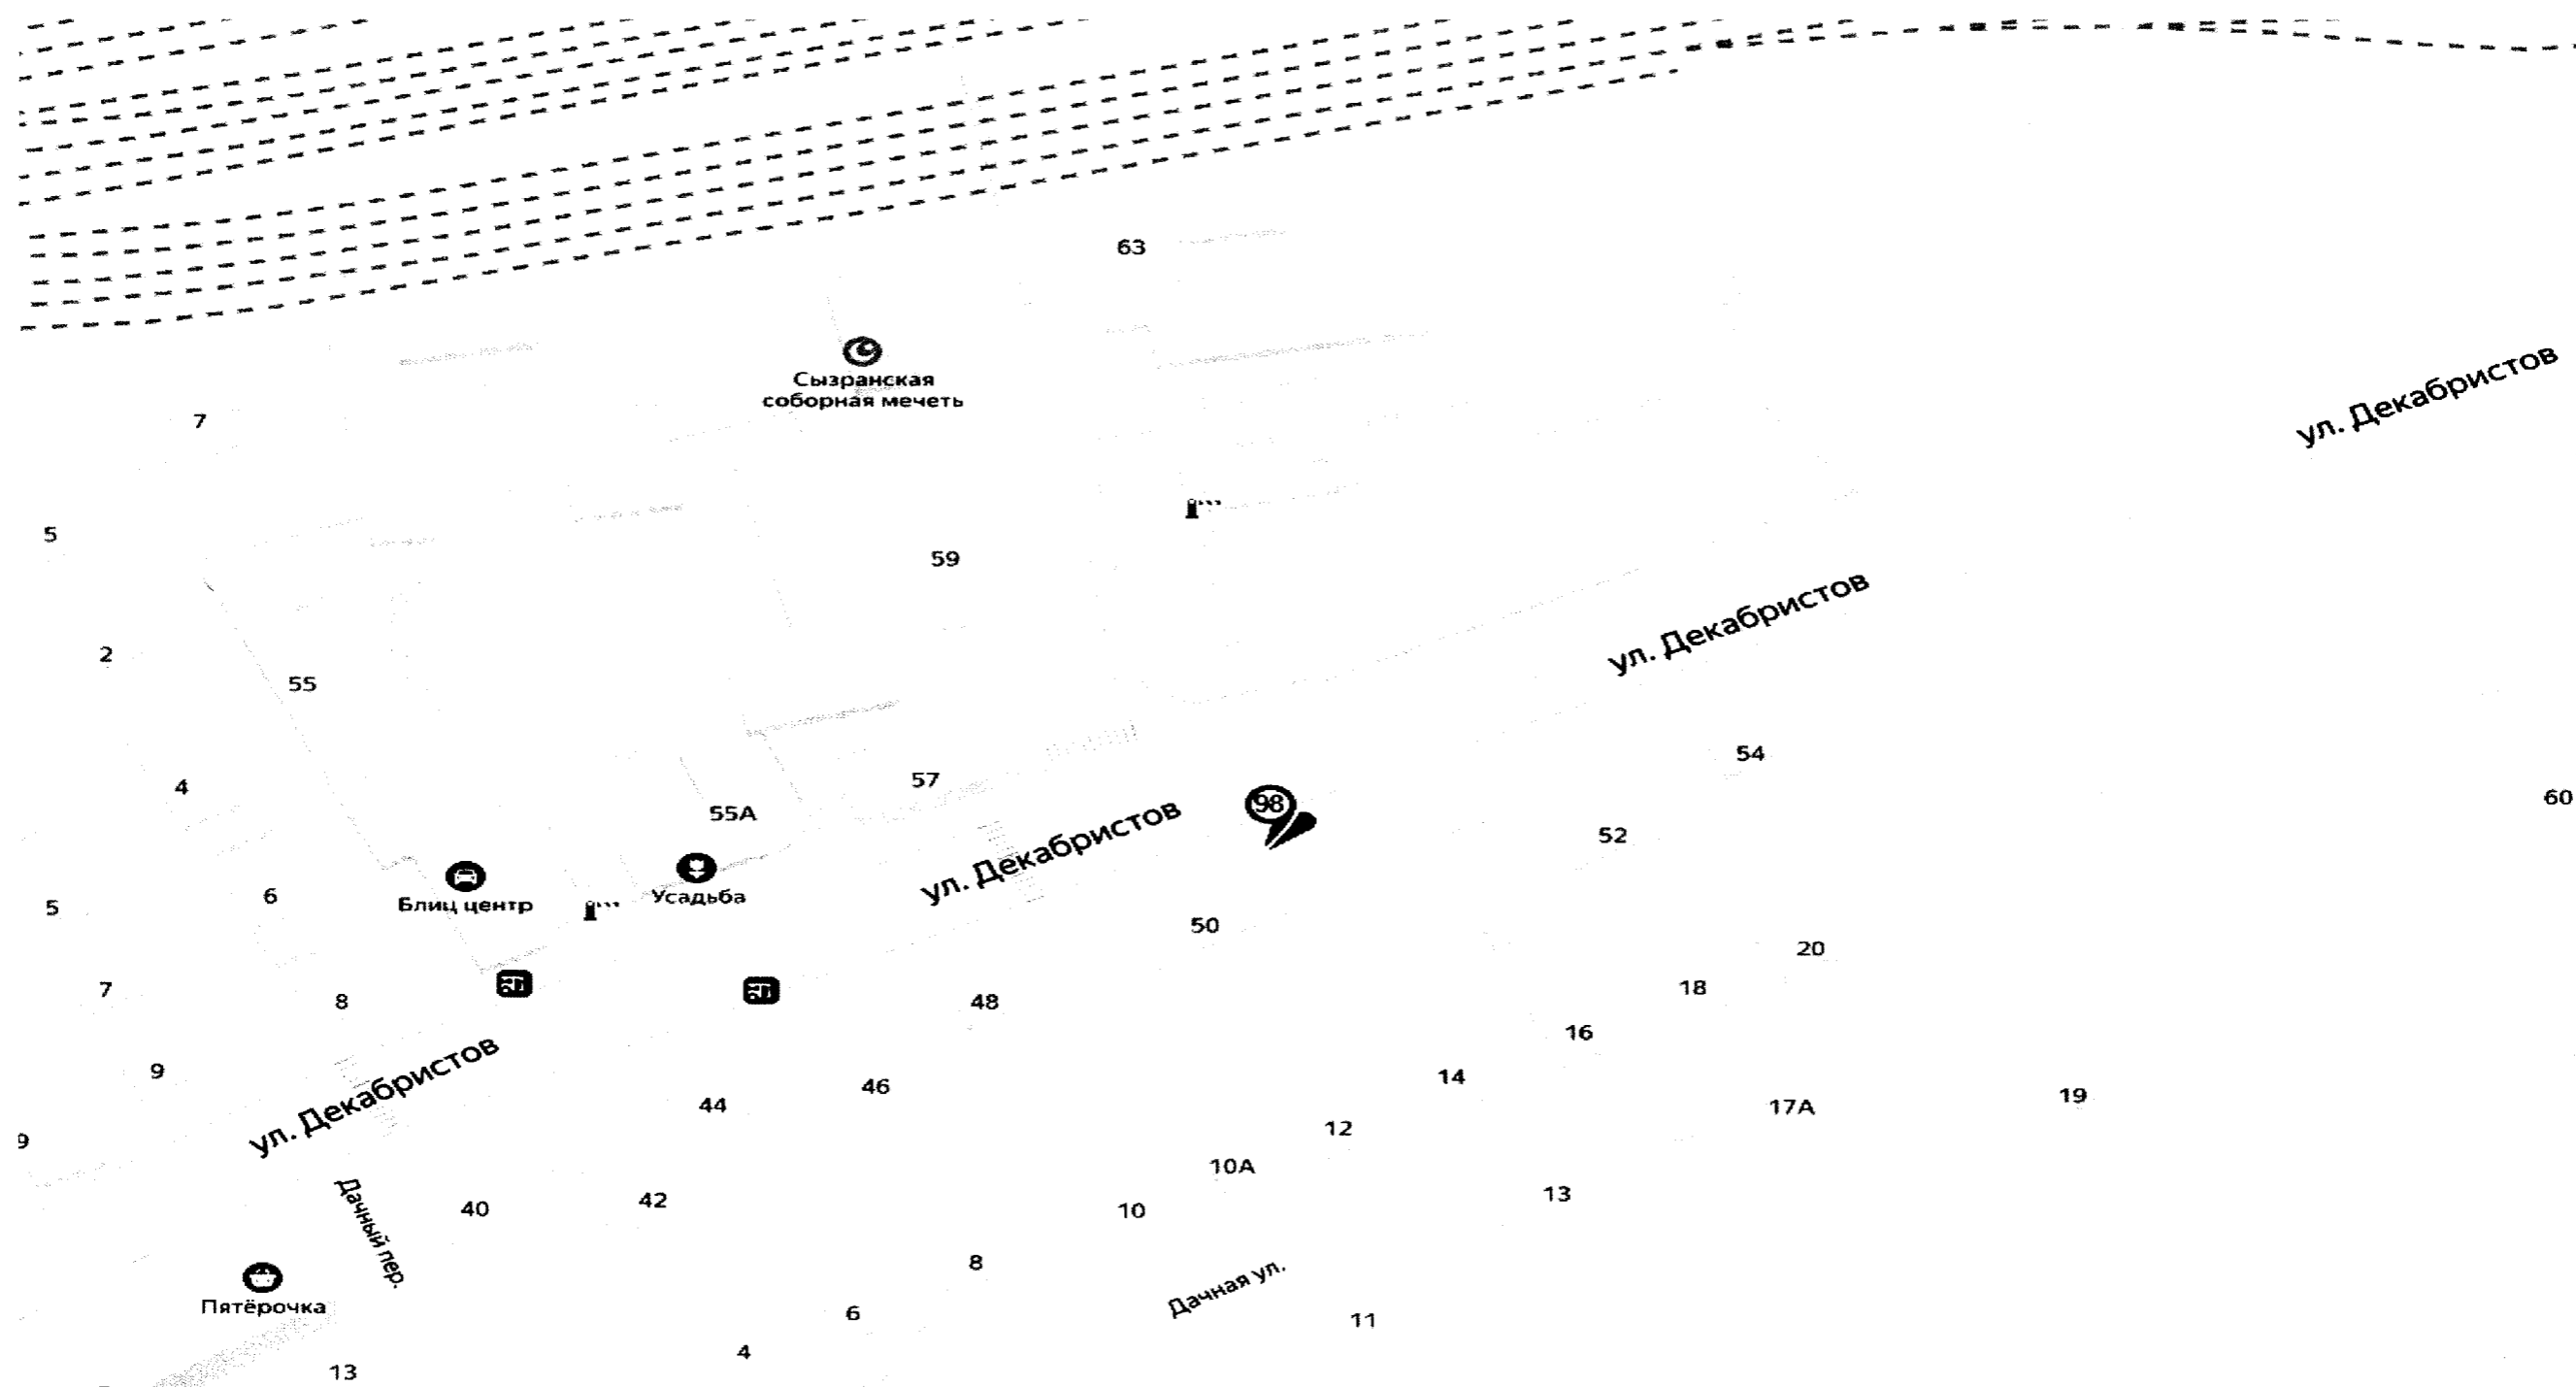 63
Сызранская
соборная мечеть
ул. Декабристов
7
5
59
ул. Декабристов
2
55
54
4
57
60
98
55А
52
ул. Декабристов
6
Блиц центр
Усадьба
5
50
20
7
8
48
18
16
ул. Декабристов
9
46
14
44
17А
19
12
9
10А
Дачный пер.
40
42
10
13
8
Дачная ул.
Пятёрочка
6
11
4
13